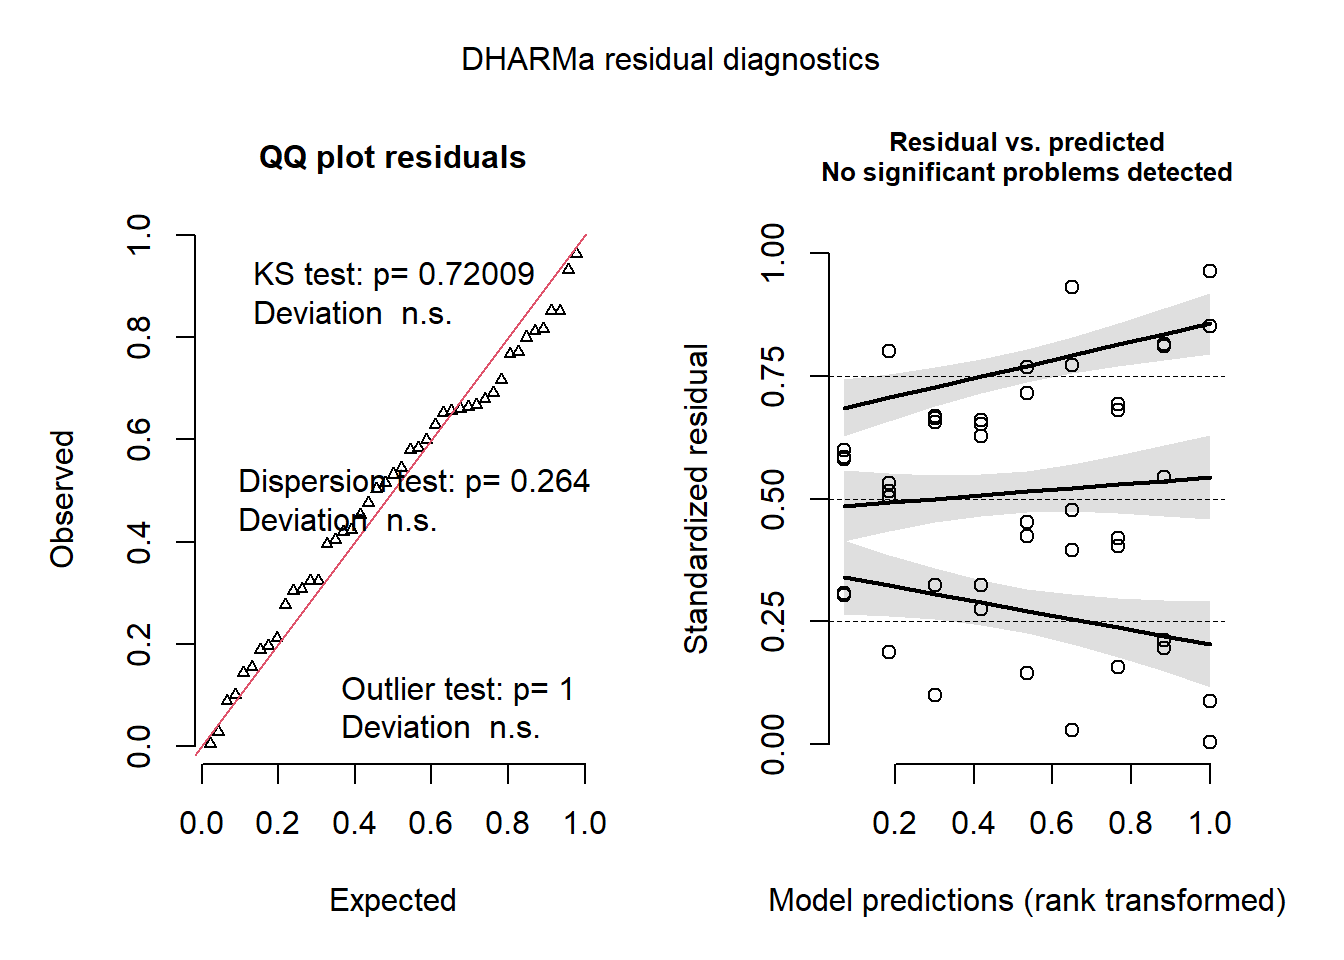 DHARMa residual diagnostics
QQ plot residuals
KS test: p= 0.72009
Deviation  n.s.
Dispersion test: p= 0.264
Deviation  n.s.
Outlier test: p= 1
Deviation  n.s.
Observed
0.0 0.2 0.4 0.6 0.8 1.0
0.0 0.2 0.4 0.6 0.8 1.0
Expected
Residual vs. predicted
No significant problems detected
Standardized residual
0.00 0.25 0.50 0.75 1.00
0.2 0.4 0.6 0.8 1.0
Model predictions (rank transformed)